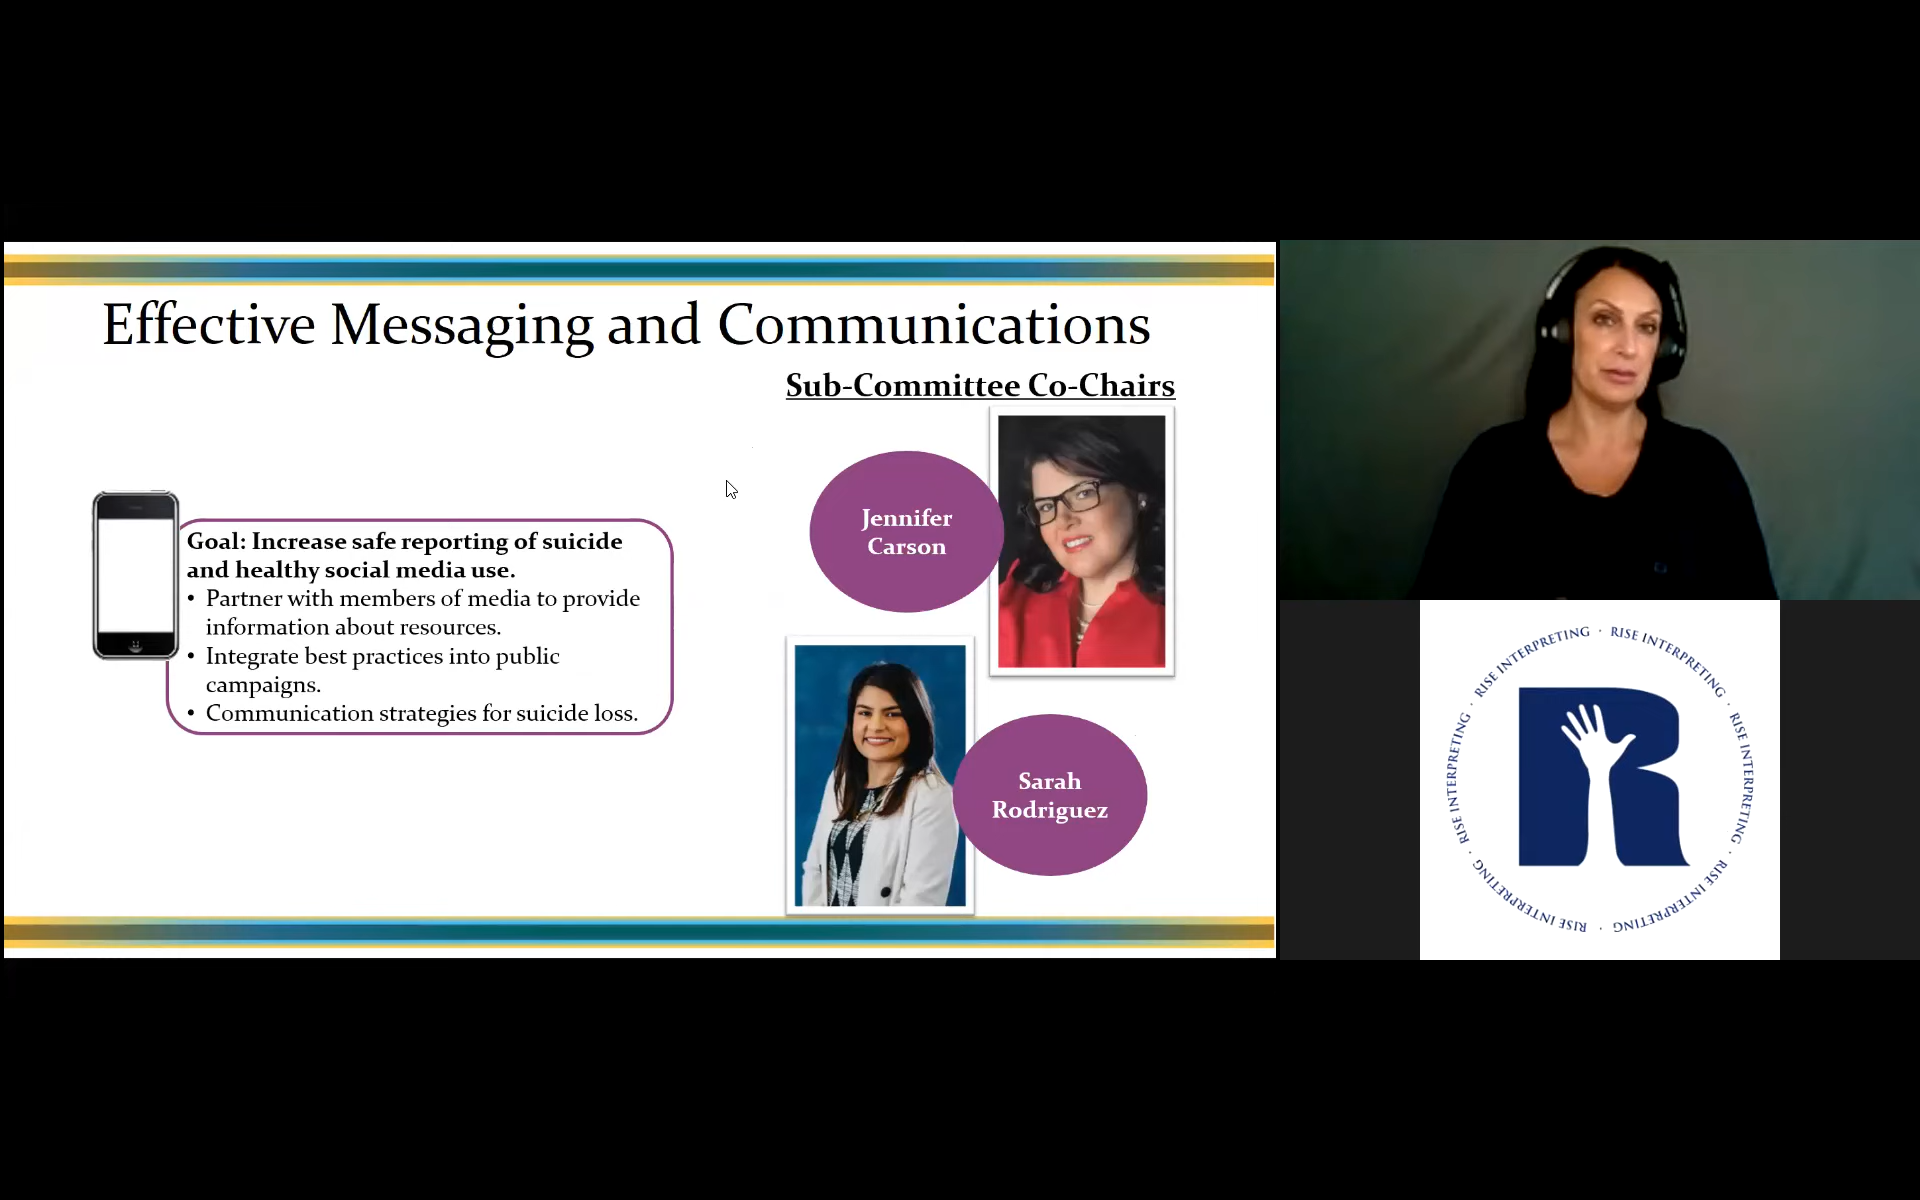 Effective Messaging and Communications
Sub-Committee Co-Chairs
Jennifer
Carson
Goal: Increase safe reporting of suicide
and healthy social media use.
• Partner with members of media to provide
information about resources.
• Integrate best practices into public
campaigns.
• Communication strategies for suicide loss.
Sarah
Rodriguez
RISE INTERPRETING · RISE INTERPRETING · RISE INTERPRETING · RISE INTERPRETING · RISE INTERPRETING · RISE INTERPRETING ·
R